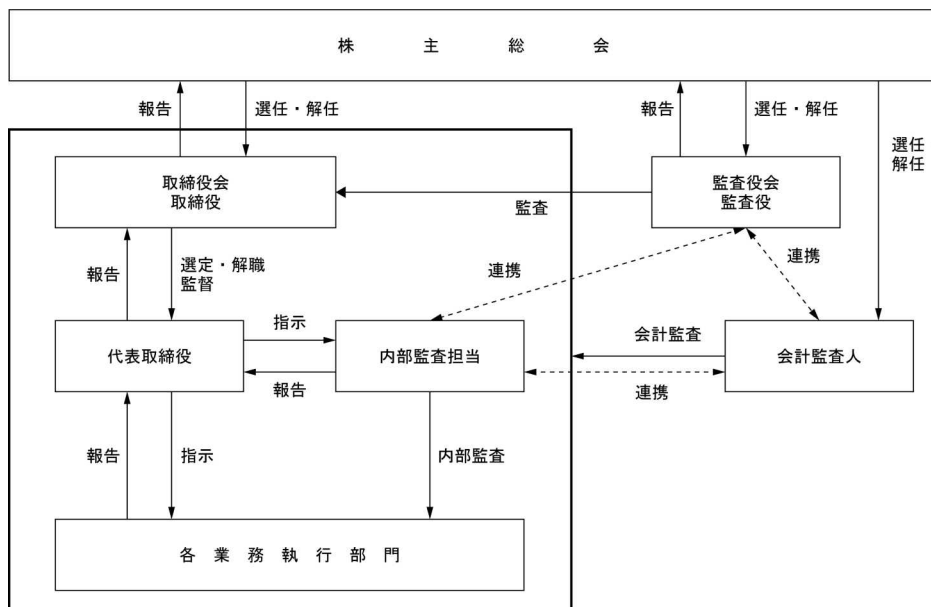 株主総会
報告
選任・解任
報告
選任・解任
選任
解任
取締役会
取締役
監査役会
監査役
監査
報告
選定・解職
監督
連携
連携
代表取締役
指示
報告
内部監査担当
会計監査
連携
会計監査人
報告
指示
内部監査
各業務執行部門